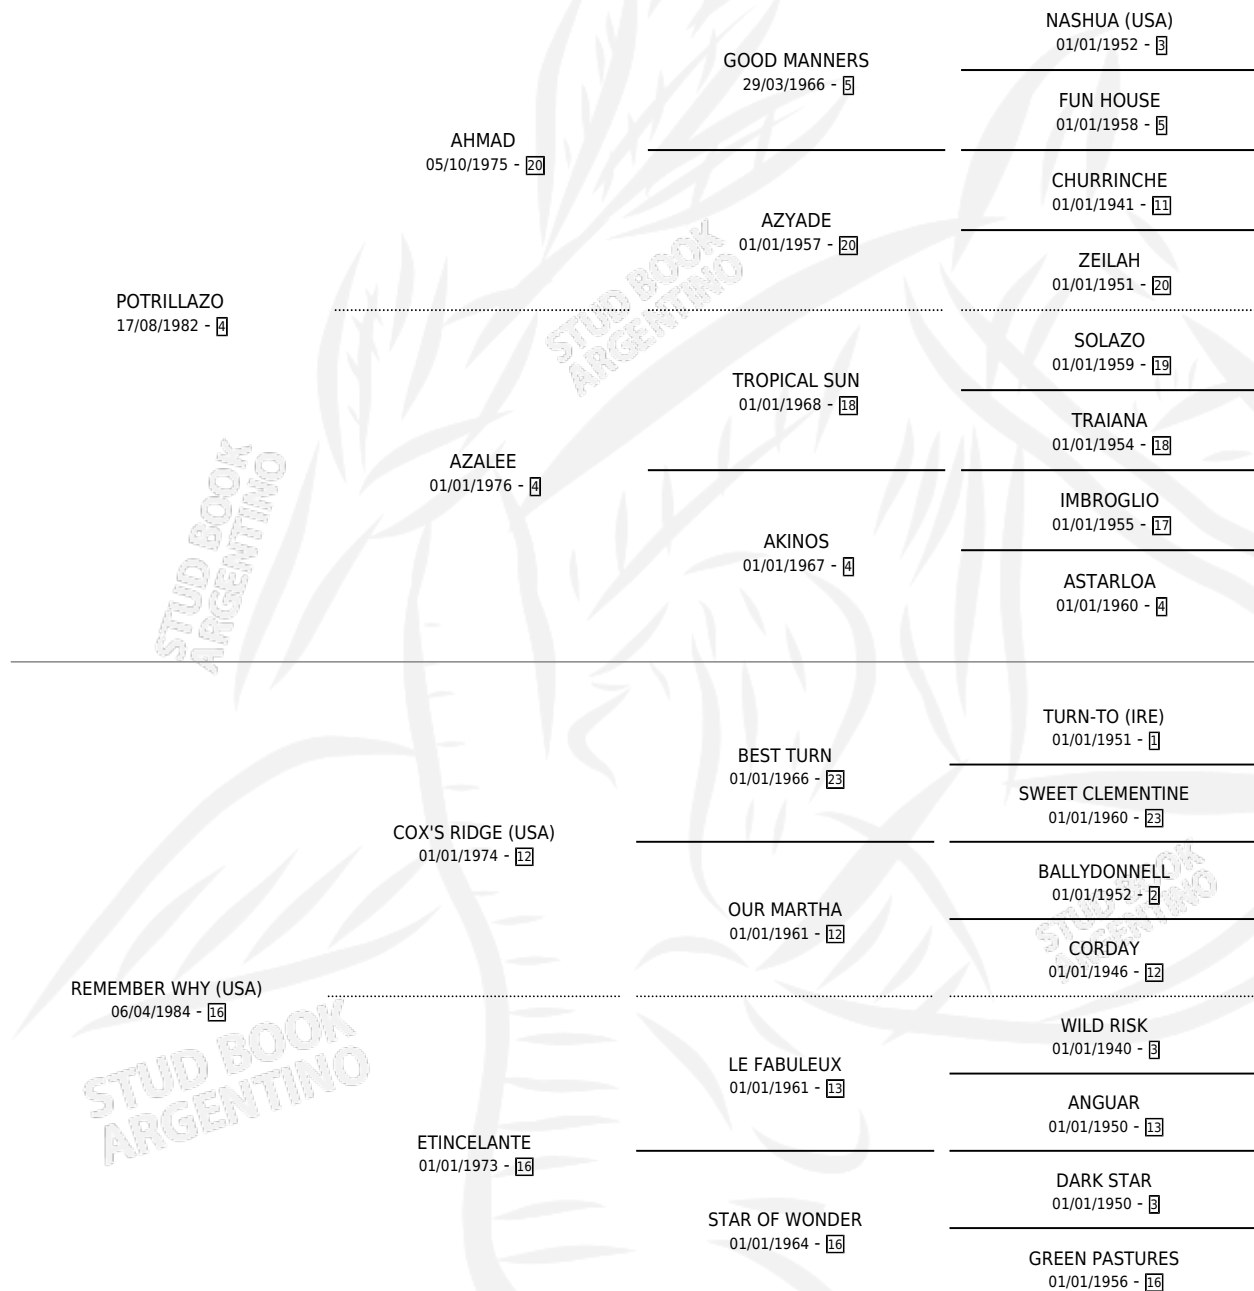 NASHUA (USA)
01/01/1952 - 3
GOOD MANNERS
29/03/1966 - 5
FUN HOUSE
01/01/1958 - 5
AHMAD
05/10/1975 - 20
CHURRINCHE
01/01/1941 - 11
AZYADE
01/01/1957 - 20
ZEILAH
01/01/1951 - 20
POTRILLAZO
17/08/1982 - 4
SOLAZO
01/01/1959 - 19
TROPICAL SUN
01/01/1968 - 18
TRAIANA
01/01/1954 - 18
AZALEE
01/01/1976 - 4
IMBROGLIO
01/01/1955 - 17
AKINOS
01/01/1967 - 4
ASTARLOA
01/01/1960 - 4
TURN-TO (IRE)
01/01/1951 - 1
BEST TURN
01/01/1966 - 23
SWEET CLEMENTINE
01/01/1960 - 23
COX'S RIDGE (USA)
01/01/1974 - 12
BALLYDONNELL
01/01/1952 - 2
OUR MARTHA
01/01/1961 - 12
CORDAY
01/01/1946 - 12
REMEMBER WHY (USA)
06/04/1984 - 16
WILD RISK
01/01/1940 - 3
LE FABULEUX
01/01/1961 - 13
ANGUAR
01/01/1950 - 13
ETINCELANTE
01/01/1973 - 16
DARK STAR
01/01/1950 - 3
STAR OF WONDER
01/01/1964 - 16
GREEN PASTURES
01/01/1956 - 16
STUD BOOK
ARGENTINO
STUD BOOK
ARGENTINO
STUD BOOK
ARGENTINO
STUD BOOK
ARGENTINO